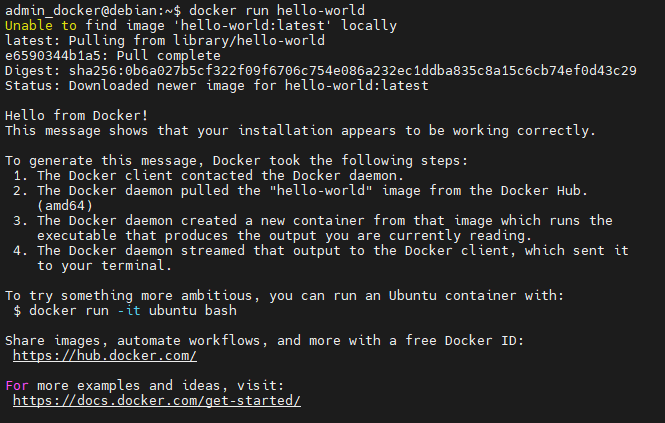 admin_docker@debian:~$ docker run hello-world
Unable to find image 'hello-world:latest' locally
latest: Pulling from library/hello-world
e6590344b1a5: Pull complete
Digest: sha256:0b6a027b5cf322f09f6706c754e086a232ec1ddba835c8a15c6cb74ef0d43c29
Status: Downloaded newer image for hello-world:latest

Hello from Docker!
This message shows that your installation appears to be working correctly.

To generate this message, Docker took the following steps:
 1. The Docker client contacted the Docker daemon.
 2. The Docker daemon pulled the "hello-world" image from the Docker Hub.
    (amd64)
 3. The Docker daemon created a new container from that image which runs the
    executable that produces the output you are currently reading.
 4. The Docker daemon streamed that output to the Docker client, which sent it
    to your terminal.

To try something more ambitious, you can run an Ubuntu container with:
 $ docker run -it ubuntu bash

Share images, automate workflows, and more with a free Docker ID:
 https://hub.docker.com/

For more examples and ideas, visit:
 https://docs.docker.com/get-started/